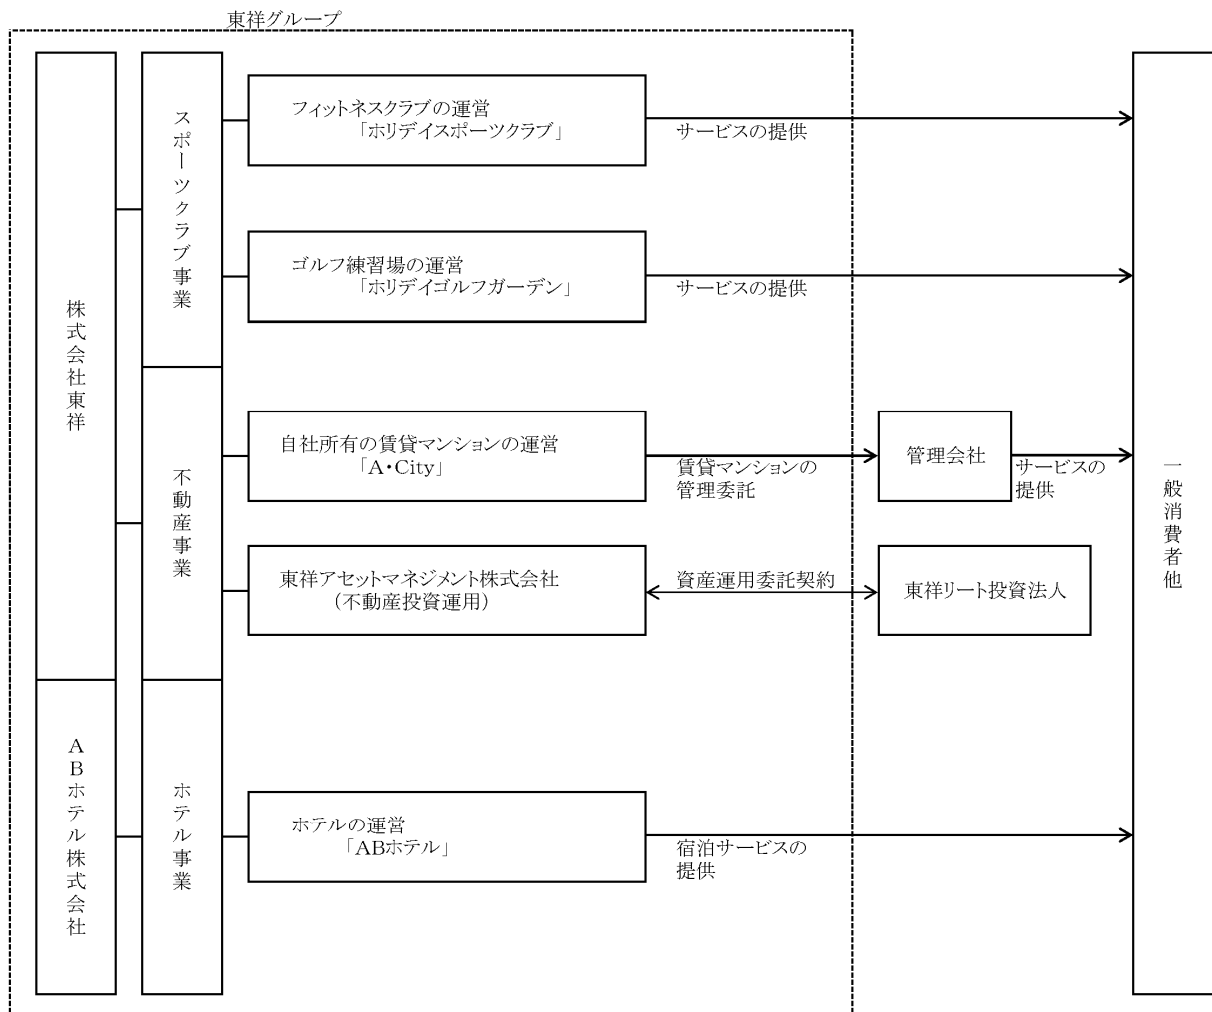 東祥グループ
株式会社東祥
ABホテル株式会社
スポーツクラブ事業
不動産事業
ホテル事業
フィットネスクラブの運営
「ホリデイスポーツクラブ」
サービスの提供
ゴルフ練習場の運営
「ホリデイゴルフガーデン」
サービスの提供
自社所有の賃貸マンションの運営
「A・City」
賃貸マンションの
管理委託
管理会社
サービスの
提供
東祥アセットマネジメント株式会社
（不動産投資運用）
資産運用委託契約
東祥リート投資法人
ホテルの運営
「ABホテル」
宿泊サービスの
提供
一般消費者他